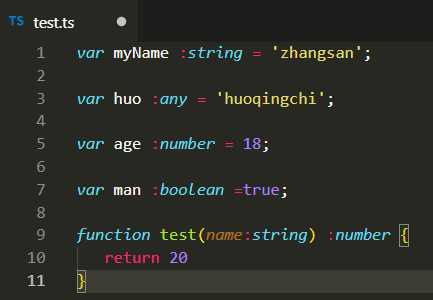 TS test.ts
1 var myName :string = 'zhangsan';
2
3 var huo :any = 'huoqingchi';
4
5 var age :number = 18;
6
7 var man :boolean =true;
8
9 function test(name:string) :number {
10    return 20
11 }